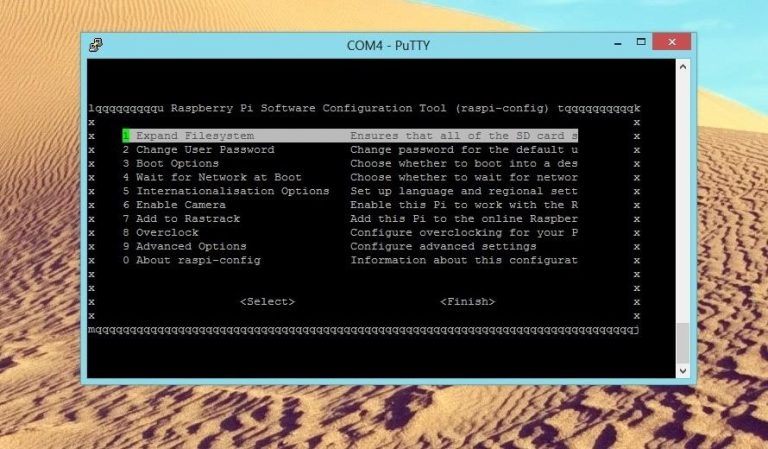 COM4 - PuTTY
lqqqqqqqqqu Raspberry Pi Software Configuration Tool (raspi-config) tqqqqqqqqqqk
x x
x 1 Expand Filesystem Ensures that all of the SD card s x
x 2 Change User Password Change password for the default u x
x 3 Boot Options Choose whether to boot into a des x
x 4 Wait for Network at Boot Choose whether to wait for networ x
x 5 Internationalisation Options Set up language and regional sett x
x 6 Enable Camera Enable this Pi to work with the R x
x 7 Add to Rastrack Add this Pi to the online Raspber x
x 8 Overclock Configure overclocking for your P x
x 9 Advanced Options Configure advanced settings x
x 0 About raspi-config Information about this configurat x
x x
x x
x <Select> <Finish> x
x x
mqqqqqqqqqqqqqqqqqqqqqqqqqqqqqqqqqqqqqqqqqqqqqqqqqqqqqqqqqqqqqqqqqqqqqqqqqqqqqqj